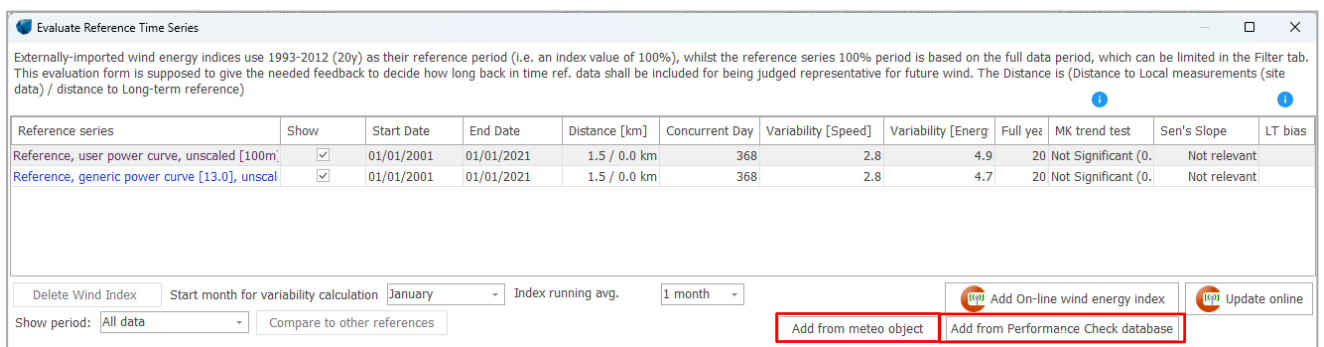 Evaluate Reference Time Series
Externally-imported wind energy indices use 1993-2012 (20y) as their reference period (i.e. an index value of 100%), whilst the reference series 100% period is based on the full data period, which can be limited in the Filter tab.
This evaluation form is supposed to give the needed feedback to decide how long back in time ref. data shall be included for being judged representative for future wind. The Distance is (Distance to Local measurements (site
data) / distance to Long-term reference)
Reference series Show Start Date End Date Distance [km] Concurrent Day Variability [Speed] Variability [Energ Full yea MK trend test Sen's Slope LT bias
Reference, user power curve, unscaled [100m] 01/01/2001 01/01/2021 1.5 / 0.0 km 368 2.8 4.9 20 Not Significant (0. Not relevant
Reference, generic power curve [13.0], unscal 01/01/2001 01/01/2021 1.5 / 0.0 km 368 2.8 4.7 20 Not Significant (0. Not relevant
Delete Wind Index Start month for variability calculation January Index running avg. 1 month Add On-line wind energy index Update online
Show period: All data Compare to other references Add from meteo object Add from Performance Check database